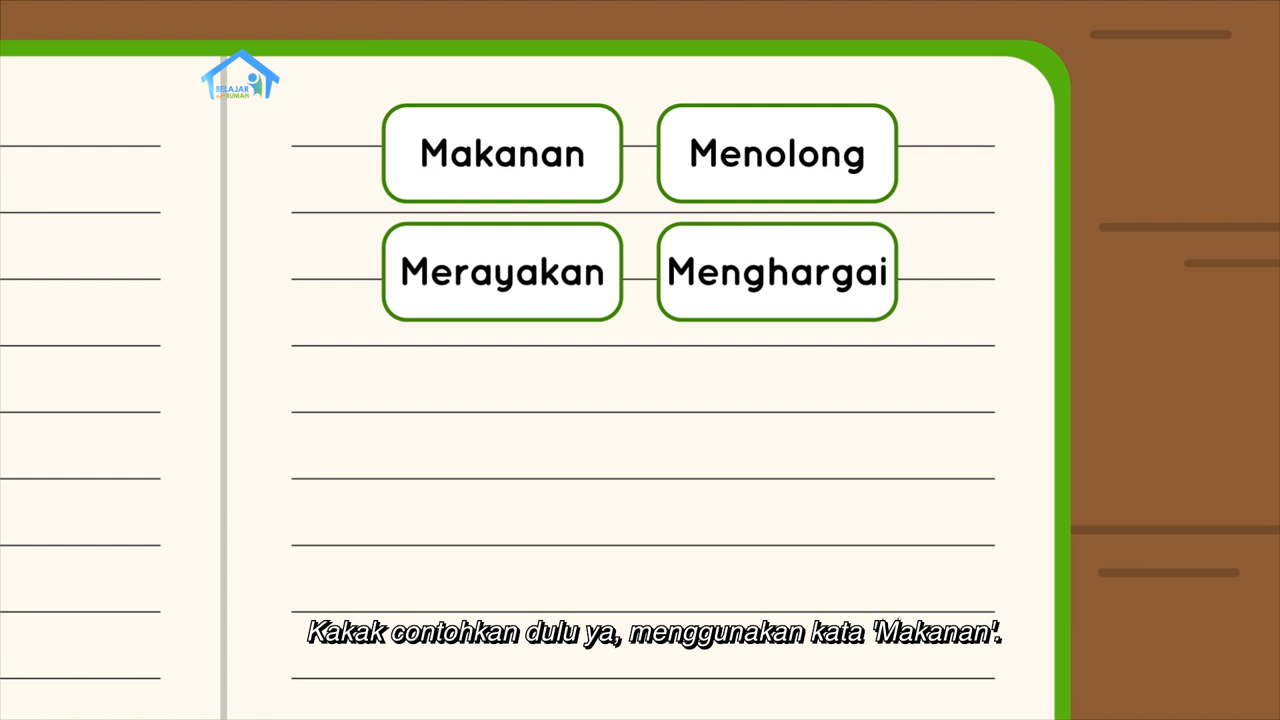 BELAJAR
RUMAH
Makanan
Menolong
Merayakan
Menghargai
Kakak contohkan dulu ya, menggunakan kata 'Makanan'.